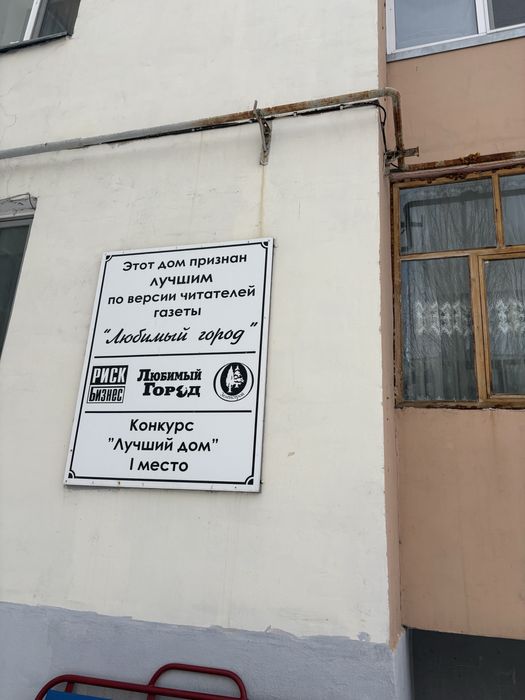 Этот дом признан
лучшим
по версии читателей
газеты
"Любимый город"
РИСК
БИЗНЕС
Любимый
Город
Конкурс
"Лучший дом"
I место